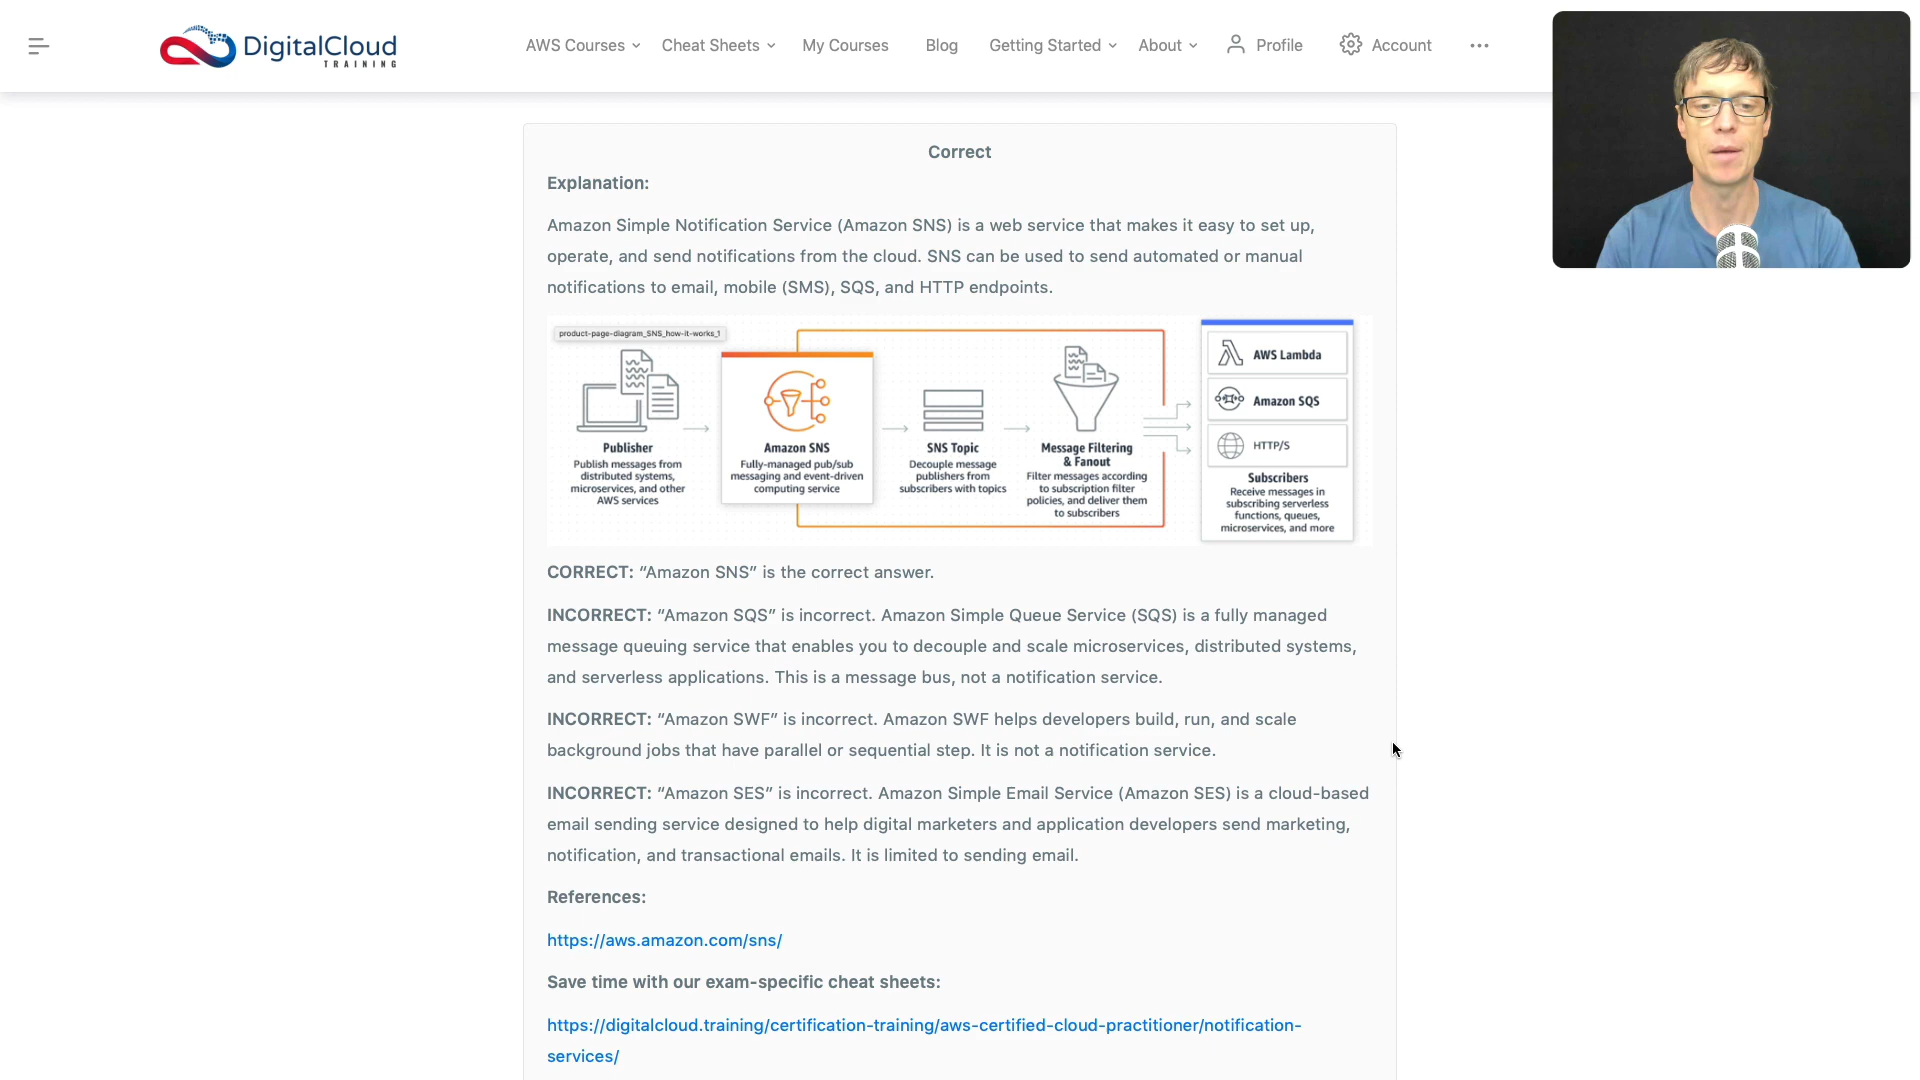 DigitalCloud
TRAINING
AWS Courses
Cheat Sheets
My Courses
Blog
Getting Started
About
Profile
Account
Correct
Explanation:
Amazon Simple Notification Service (Amazon SNS) is a web service that makes it easy to set up,
operate, and send notifications from the cloud. SNS can be used to send automated or manual
notifications to email, mobile (SMS), SQS, and HTTP endpoints.
product-page-diagram_SNS_how-it-works_1
Publisher
Publish messages from
distributed systems,
microservices, and other
AWS services
Amazon SNS
Fully-managed pub/sub
messaging and event-driven
computing service
SNS Topic
Decouple message
publishers from
subscribers with topics
Message Filtering
& Fanout
Filter messages according
to subscription filter
policies, and deliver them
to subscribers
AWS Lambda
Amazon SQS
HTTP/S
Subscribers
Receive messages in
subscribing serverless
functions, queues,
microservices, and more
CORRECT: “Amazon SNS” is the correct answer.
INCORRECT: “Amazon SQS” is incorrect. Amazon Simple Queue Service (SQS) is a fully managed
message queuing service that enables you to decouple and scale microservices, distributed systems,
and serverless applications. This is a message bus, not a notification service.
INCORRECT: “Amazon SWF” is incorrect. Amazon SWF helps developers build, run, and scale
background jobs that have parallel or sequential step. It is not a notification service.
INCORRECT: “Amazon SES” is incorrect. Amazon Simple Email Service (Amazon SES) is a cloud-based
email sending service designed to help digital marketers and application developers send marketing,
notification, and transactional emails. It is limited to sending email.
References:
https://aws.amazon.com/sns/
Save time with our exam-specific cheat sheets:
https://digitalcloud.training/certification-training/aws-certified-cloud-practitioner/notification-
services/